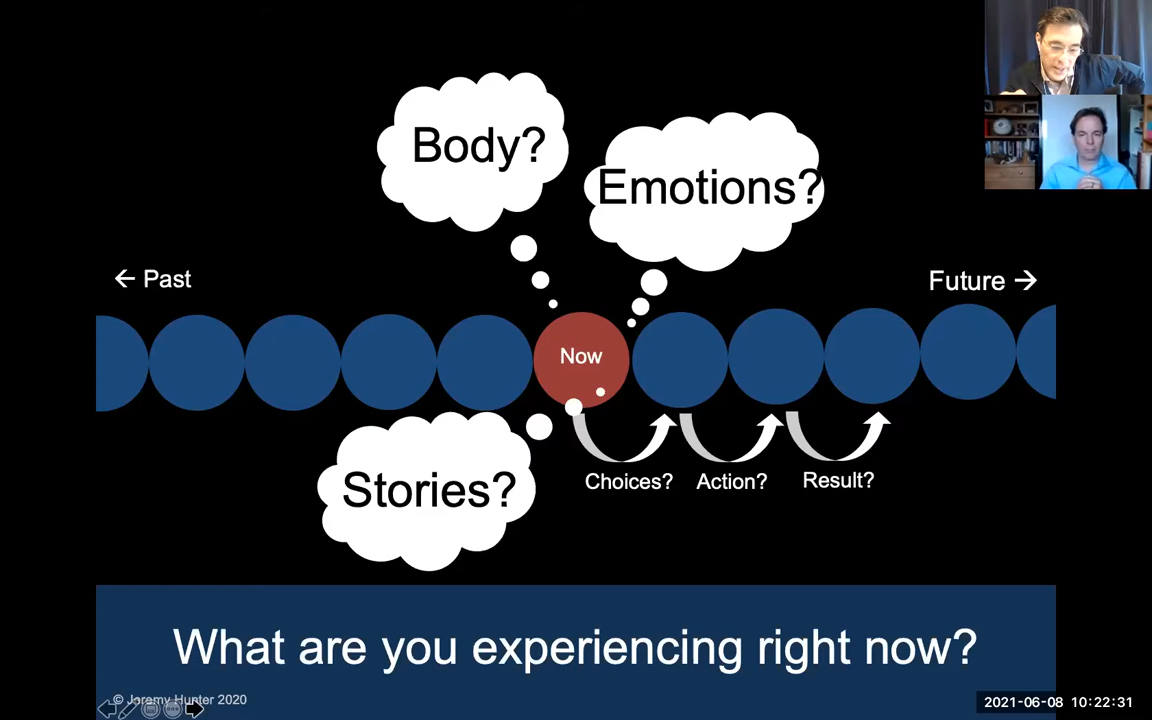 Body?
Emotions?
← Past
Future →
Now
Stories?
Choices?
Action?
Result?
What are you experiencing right now?
© Jeremy Hunter 2020
2021-06-08 10:22:31